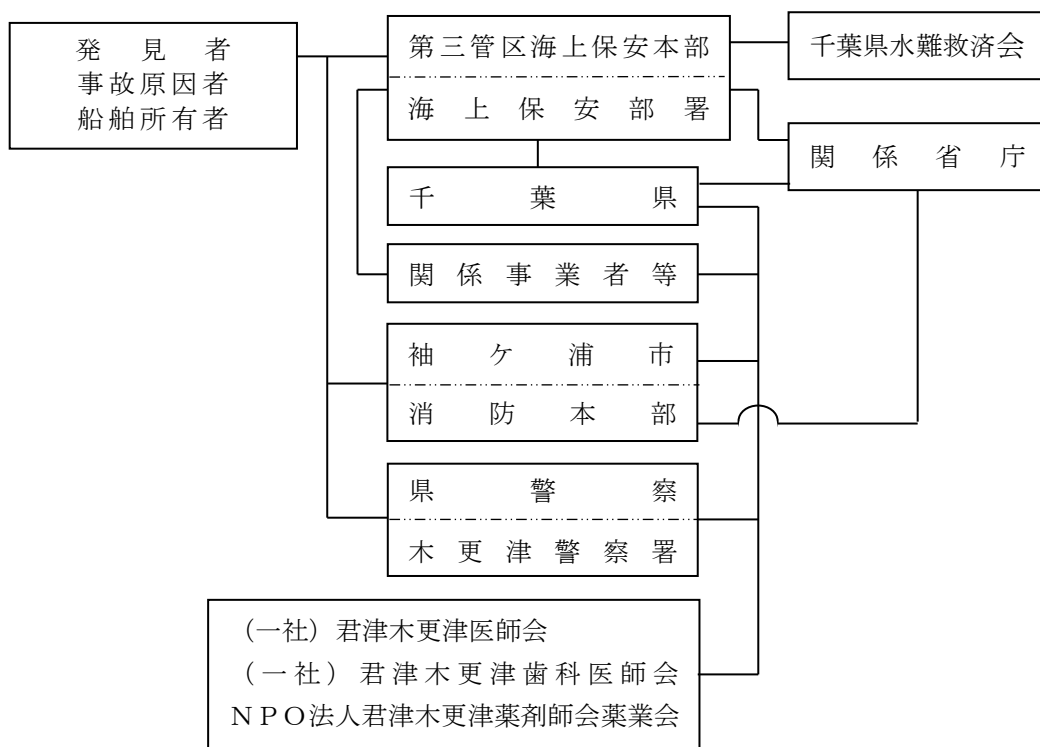 発見者
事故原因者
船舶所有者
第三管区海上保安本部
海上保安部署
千葉県水難救済会
関係省庁
千葉県
関係事業者等
袖ケ浦市
消防本部
県警察
木更津警察署
（一社）君津木更津医師会
（一社）君津木更津歯科医師会
ＮＰＯ法人君津木更津薬剤師会薬業会